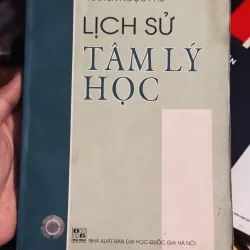 LỊCH SỬ
TÂM LÝ
HỌC
NHÀ XUẤT BẢN ĐẠI HỌC QUỐC GIA HÀ NỘI